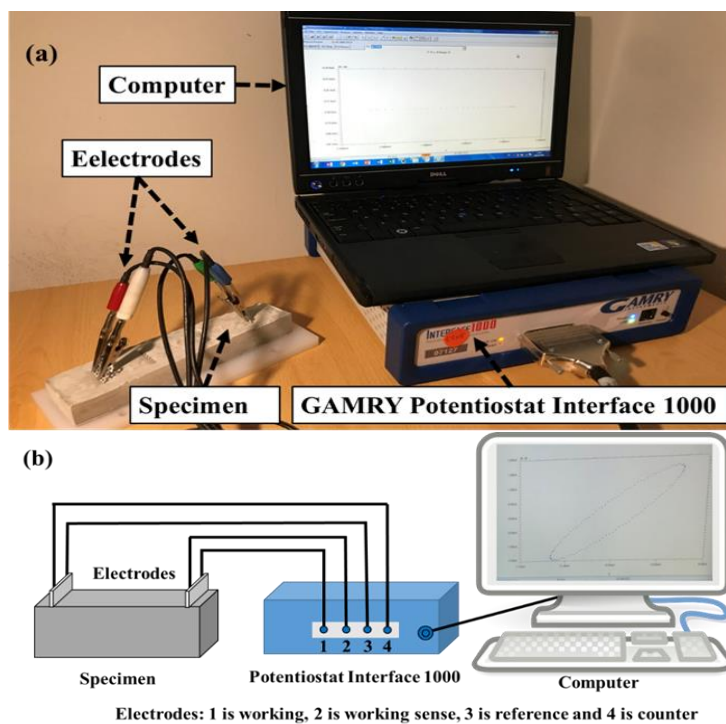 (a)
Computer
Eelectrodes
DELL
GAMRY
INTERFACE 1000
07127
Specimen
GAMRY Potentiostat Interface 1000
(b)
Electrodes
1 2 3 4
Specimen
Potentiostat Interface 1000
Computer
Electrodes: 1 is working, 2 is working sense, 3 is reference and 4 is counter